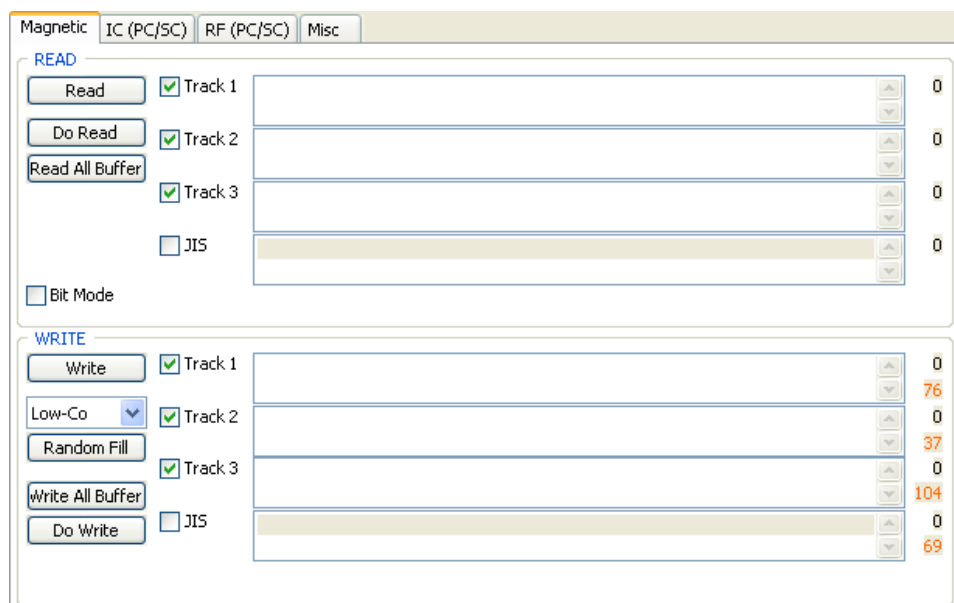 Magnetic IC (PC/SC) RF (PC/SC) Misc
READ
Read Track 1 0
Do Read Track 2 0
Read All Buffer
Track 3 0
JIS 0
Bit Mode
WRITE
Write Track 1 0
76
Low-Co Track 2 0
Random Fill 37
Track 3 0
Write All Buffer 104
Do Write JIS 0
69